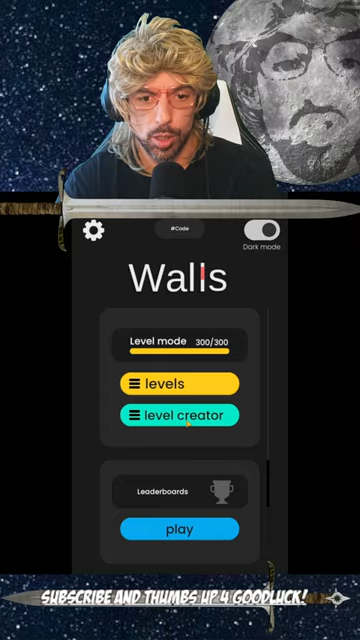 #Code
Dark mode
Walls
Level mode 300/300
levels
level creator
Leaderboards
play
SUBSCRIBE AND THUMBS UP 4 GOODLUCK!